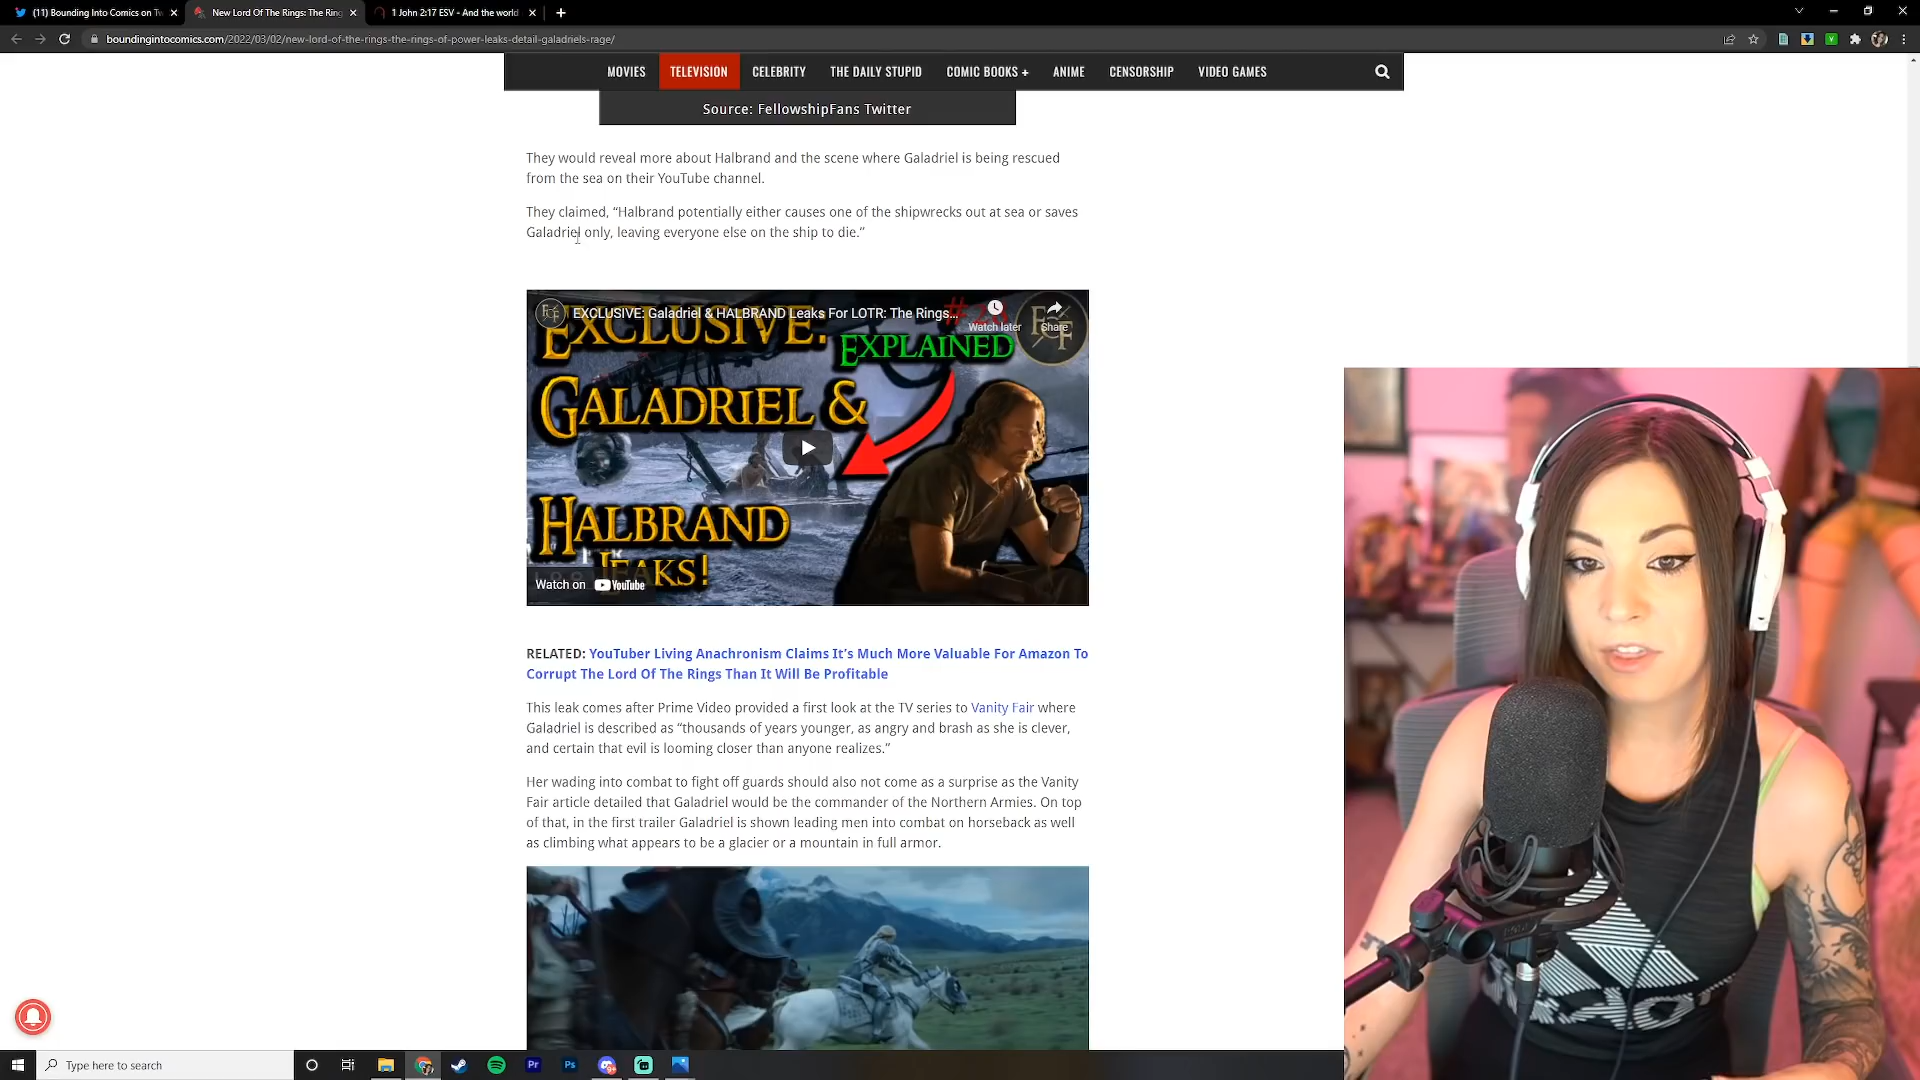 (11) Bounding Into Comics on Tw
New Lord Of The Rings: The Ring
1 John 2:17 ESV - And the world
boundingintocomics.com/2022/03/02/new-lord-of-the-rings-the-rings-of-power-leaks-detail-galadriels-rage/
MOVIES TELEVISION CELEBRITY THE DAILY STUPID COMIC BOOKS + ANIME CENSORSHIP VIDEO GAMES
Source: FellowshipFans Twitter
They would reveal more about Halbrand and the scene where Galadriel is being rescued
from the sea on their YouTube channel.
They claimed, “Halbrand potentially either causes one of the shipwrecks out at sea or saves
Galadriel only, leaving everyone else on the ship to die.”
EXCLUSIVE: Galadriel & HALBRAND Leaks For LOTR: The Rings...
Watch later
Share
EXCLUSIVE:
EXPLAINED
GALADRIEL &
HALBRAND
LEAKS!
Watch on YouTube
RELATED: YouTuber Living Anachronism Claims It’s Much More Valuable For Amazon To
Corrupt The Lord Of The Rings Than It Will Be Profitable
This leak comes after Prime Video provided a first look at the TV series to Vanity Fair where
Galadriel is described as “thousands of years younger, as angry and brash as she is clever,
and certain that evil is looming closer than anyone realizes.”
Her wading into combat to fight off guards should also not come as a surprise as the Vanity
Fair article detailed that Galadriel would be the commander of the Northern Armies. On top
of that, in the first trailer Galadriel is shown leading men into combat on horseback as well
as climbing what appears to be a glacier or a mountain in full armor.
Type here to search
Pr
Ps